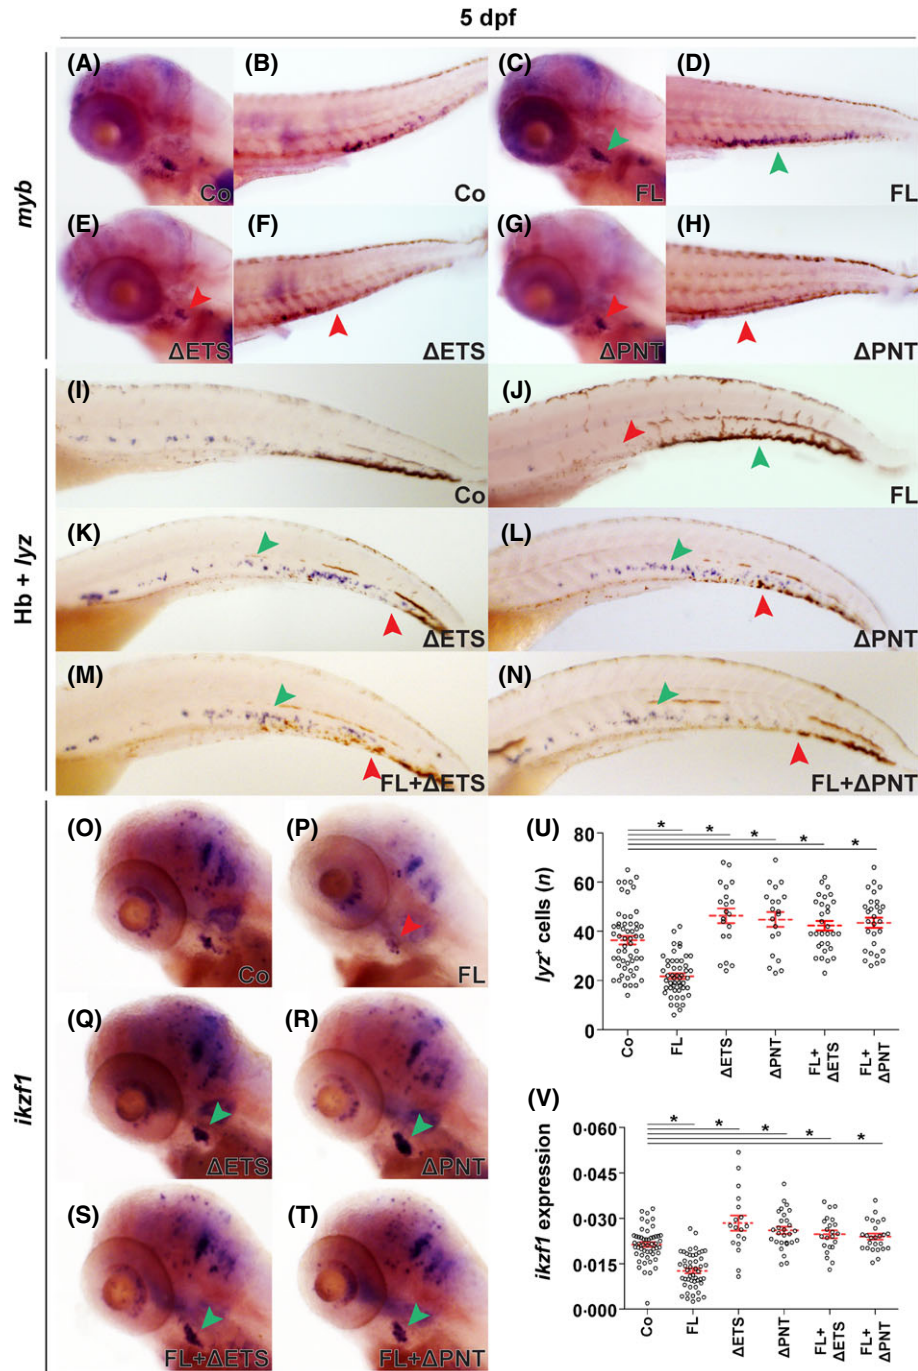 5 dpf
myb
(A)
Co
(B)
Co
(C)
FL
(D)
FL
(E)
ΔETS
(F)
ΔETS
(G)
ΔPNT
(H)
ΔPNT
Hb + lyz
(I)
Co
(J)
FL
(K)
ΔETS
(L)
ΔPNT
(M)
FL+ΔETS
(N)
FL+ΔPNT
ikzf1
(O)
Co
(P)
FL
(Q)
ΔETS
(R)
ΔPNT
(S)
FL+ΔETS
(T)
FL+ΔPNT
(U)
lyz⁺ cells (n)
80
60
40
20
0
* * * * *
Co
FL
ΔETS
ΔPNT
FL+
ΔETS
FL+
ΔPNT
(V)
ikzf1 expression
0·060
0·045
0·030
0·015
0·000
* * * * *
Co
FL
ΔETS
ΔPNT
FL+
ΔETS
FL+
ΔPNT